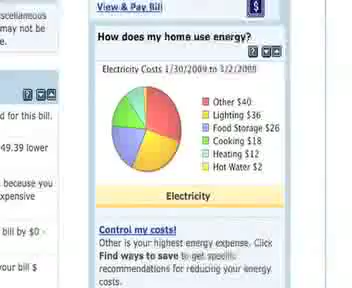 scellaneous
may not be
e.
d for this bill.
49.39 lower
because you
xpensive
bill by $0 -
your bill $
View & Pay Bill
$
How does my home use energy?
Electricity Costs 1/30/2009 to 3/2/2009
Other $40
Lighting $36
Food Storage $26
Cooking $18
Heating $12
Hot Water $2
Electricity
Control my costs!
Other is your highest energy expense. Click
Find ways to save to get specific
recommendations for reducing your energy
costs.